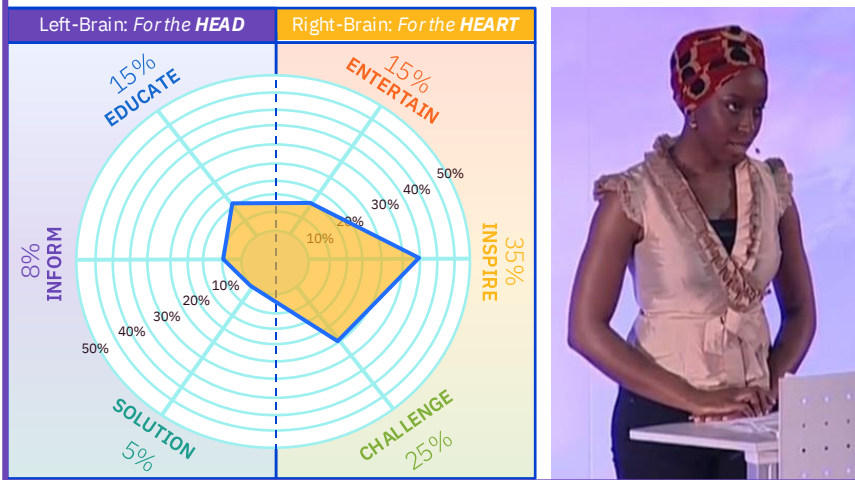 Left-Brain: For the HEAD
Right-Brain: For the HEART
15%
EDUCATE
15%
ENTERTAIN
50%
40%
30%
20%
10%
INSPIRE
35%
8%
INFORM
10%
20%
30%
40%
50%
SOLUTION
5%
CHALLENGE
25%